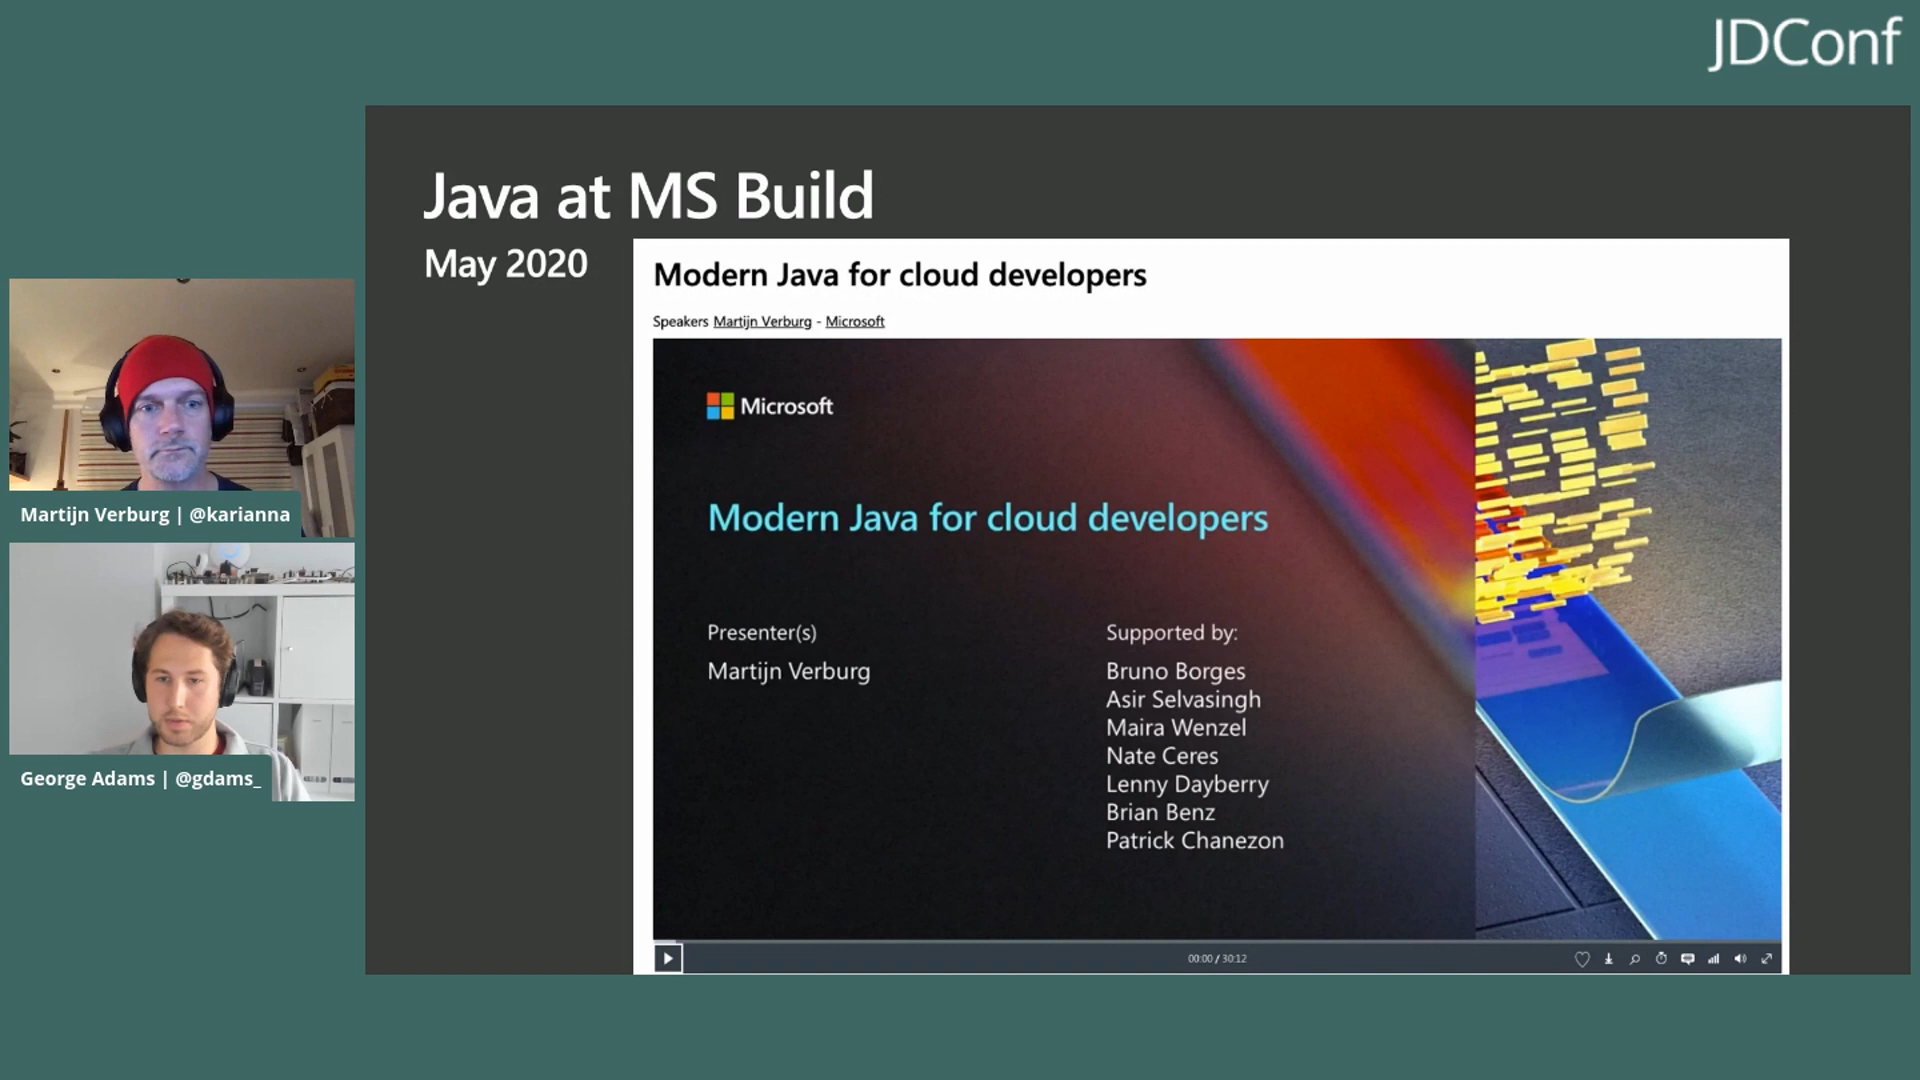 JDConf
Java at MS Build
May 2020
Modern Java for cloud developers
Speakers Martijn Verburg - Microsoft
Microsoft
Modern Java for cloud developers
Presenter(s)
Martijn Verburg
Supported by:
Bruno Borges
Asir Selvasingh
Maira Wenzel
Nate Ceres
Lenny Dayberry
Brian Benz
Patrick Chanezon
00:00 / 30:12
Martijn Verburg | @karianna
George Adams | @gdams_